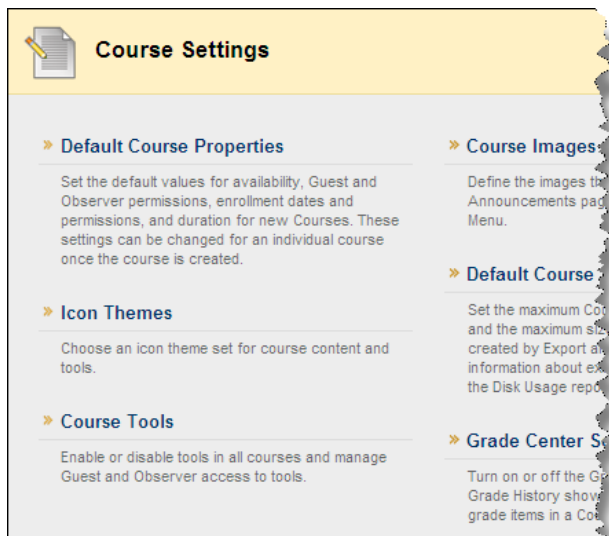 Course Settings
Default Course Properties
Set the default values for availability, Guest and
Observer permissions, enrollment dates and
permissions, and duration for new Courses. These
settings can be changed for an individual course
once the course is created.
Icon Themes
Choose an icon theme set for course content and
tools.
Course Tools
Enable or disable tools in all courses and manage
Guest and Observer access to tools.
Course Images
Define the images
Announcements
Menu.
Default Course
Set the maximum
and the maximum
created by Export
information about
the Disk Usage
Grade Center
Turn on or off the
Grade History
grade items in a